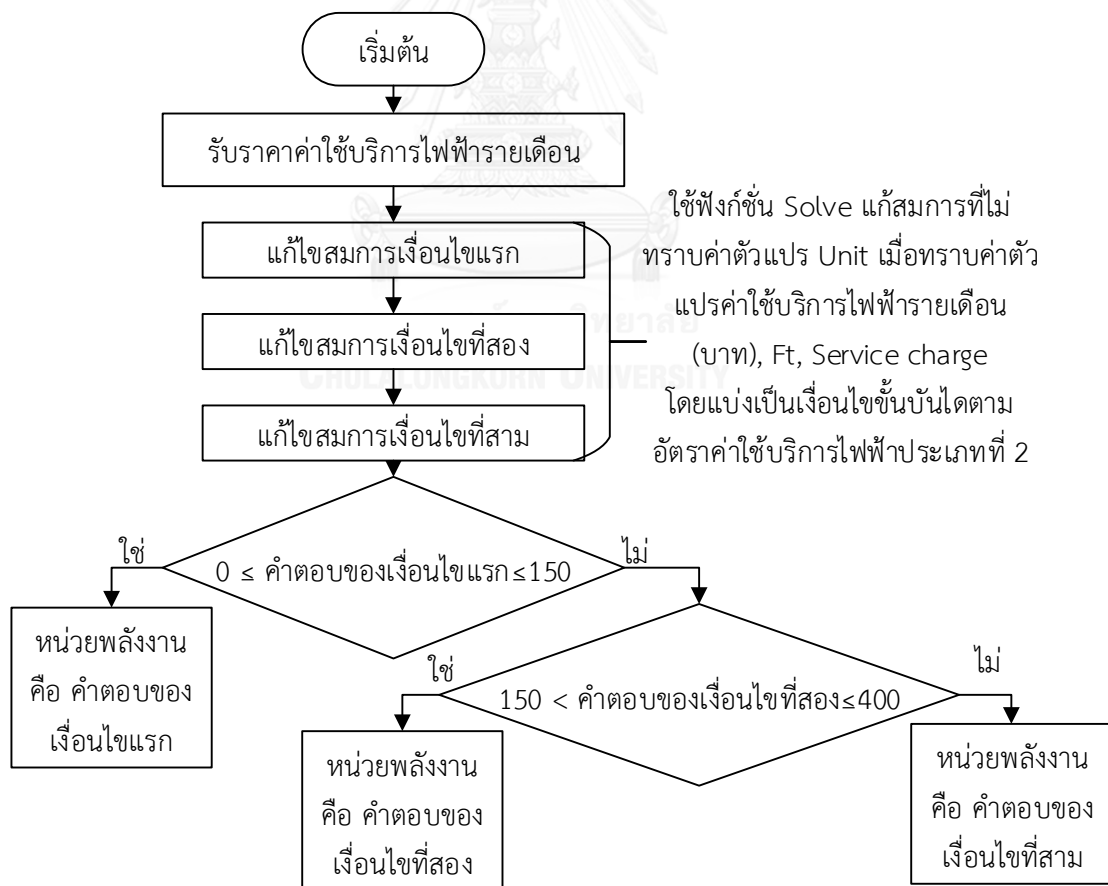 เริ่มต้น
รับราคาค่าใช้บริการไฟฟ้ารายเดือน
แก้ไขสมการเงื่อนไขแรก
แก้ไขสมการเงื่อนไขที่สอง
แก้ไขสมการเงื่อนไขที่สาม
ใช้ฟังก์ชั่น Solve แก้สมการที่ไม่
ทราบค่าตัวแปร Unit เมื่อทราบค่าตัว
แปรค่าใช้บริการไฟฟ้ารายเดือน
(บาท), Ft, Service charge
โดยแบ่งเป็นเงื่อนไขขั้นบันไดตาม
อัตราค่าใช้บริการไฟฟ้าประเภทที่ 2
CHULALONGKORN UNIVERSITY
ใช่
0 ≤ คำตอบของเงื่อนไขแรก≤150
ไม่
หน่วยพลังงาน
คือ คำตอบของ
เงื่อนไขแรก
ใช่
150 < คำตอบของเงื่อนไขที่สอง≤400
ไม่
หน่วยพลังงาน
คือ คำตอบของ
เงื่อนไขที่สอง
หน่วยพลังงาน
คือ คำตอบของ
เงื่อนไขที่สาม